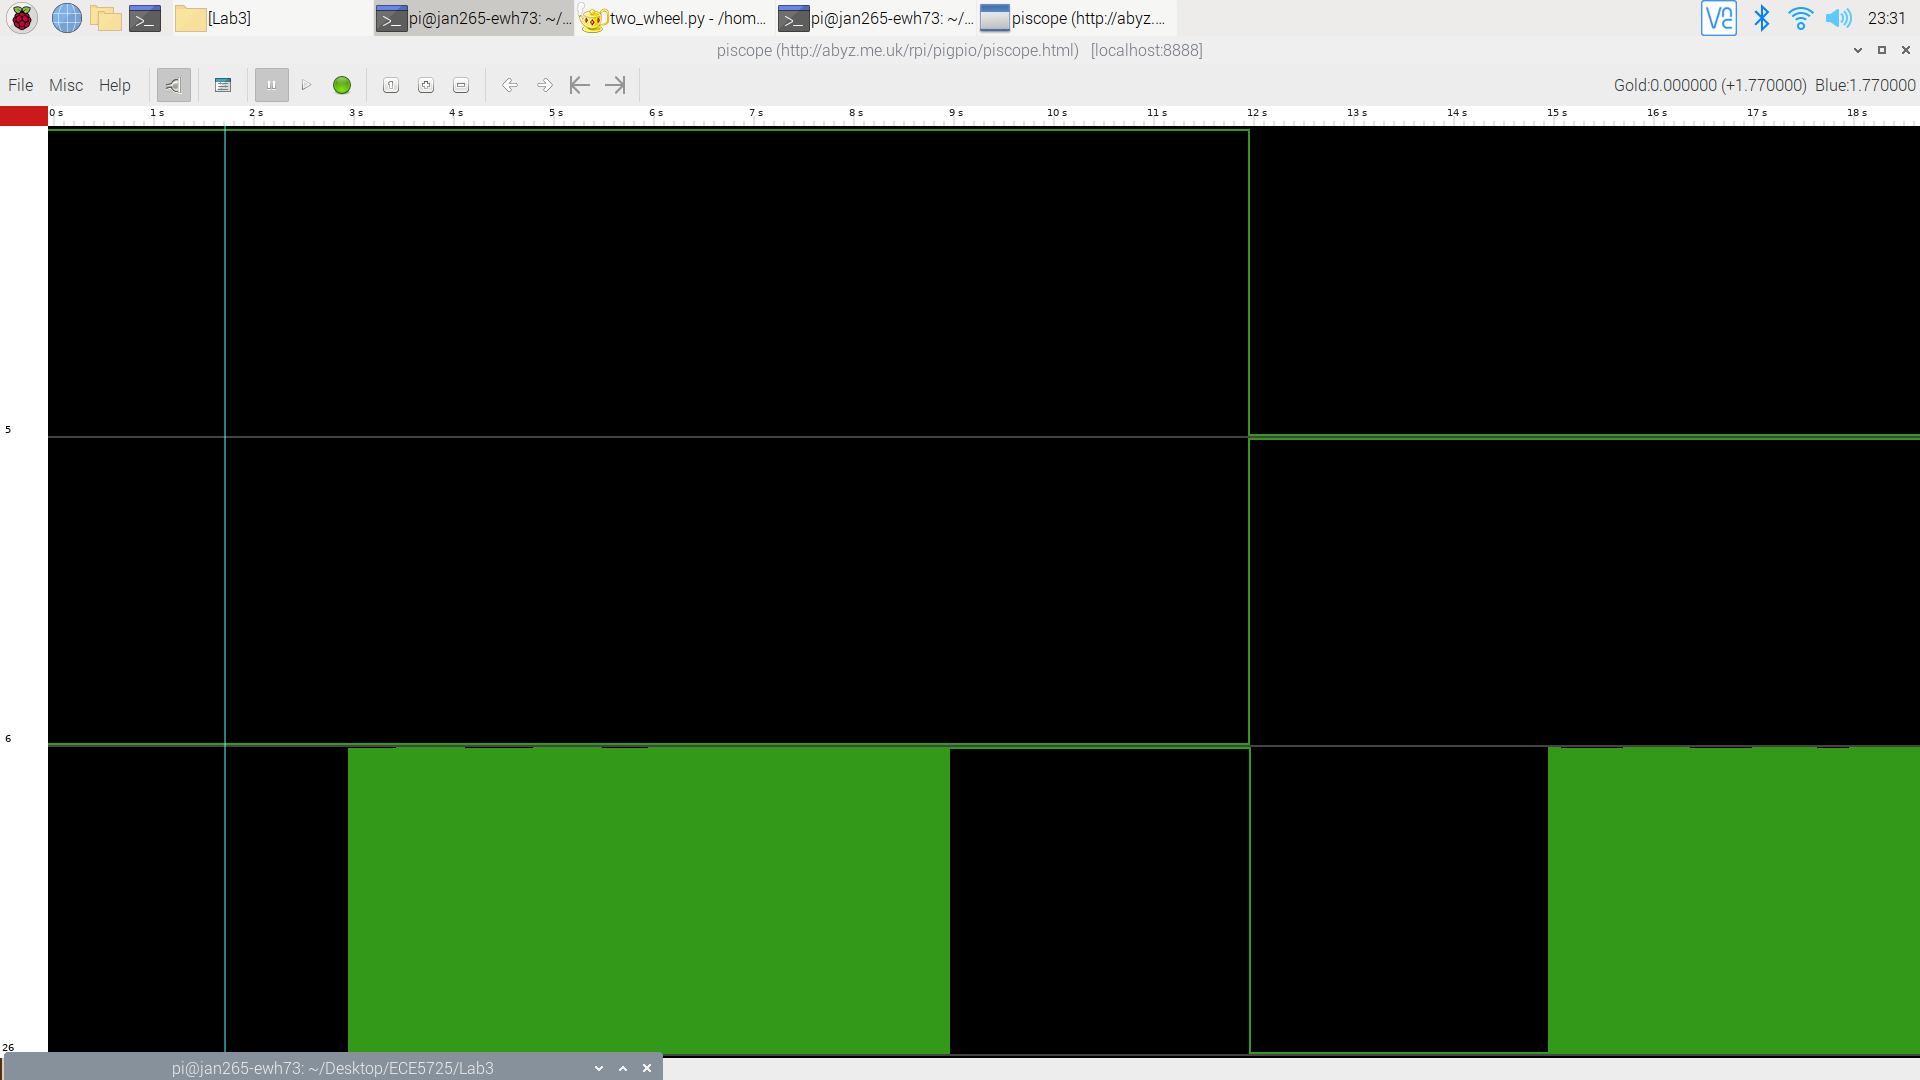 [Lab3] pi@jan265-ewh73: ~/... two_wheel.py - /hom... pi@jan265-ewh73: ~/... piscope (http://abyz.... 23:31
piscope (http://abyz.me.uk/rpi/pigpio/piscope.html) [localhost:8888]
File Misc Help Gold:0.000000 (+1.770000) Blue:1.770000
0 s 1 s 2 s 3 s 4 s 5 s 6 s 7 s 8 s 9 s 10 s 11 s 12 s 13 s 14 s 15 s 16 s 17 s 18 s
5
6
26
pi@jan265-ewh73: ~/Desktop/ECE5725/Lab3